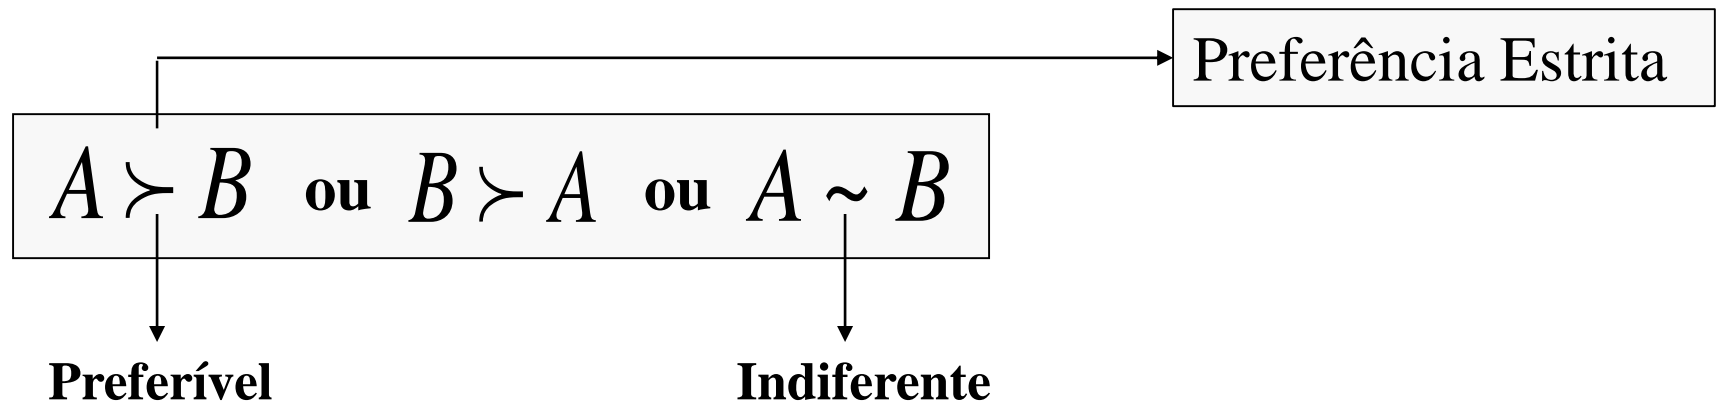 Preferência Estrita
A ≻ B ou B ≻ A ou A ~ B
Preferível Indiferente